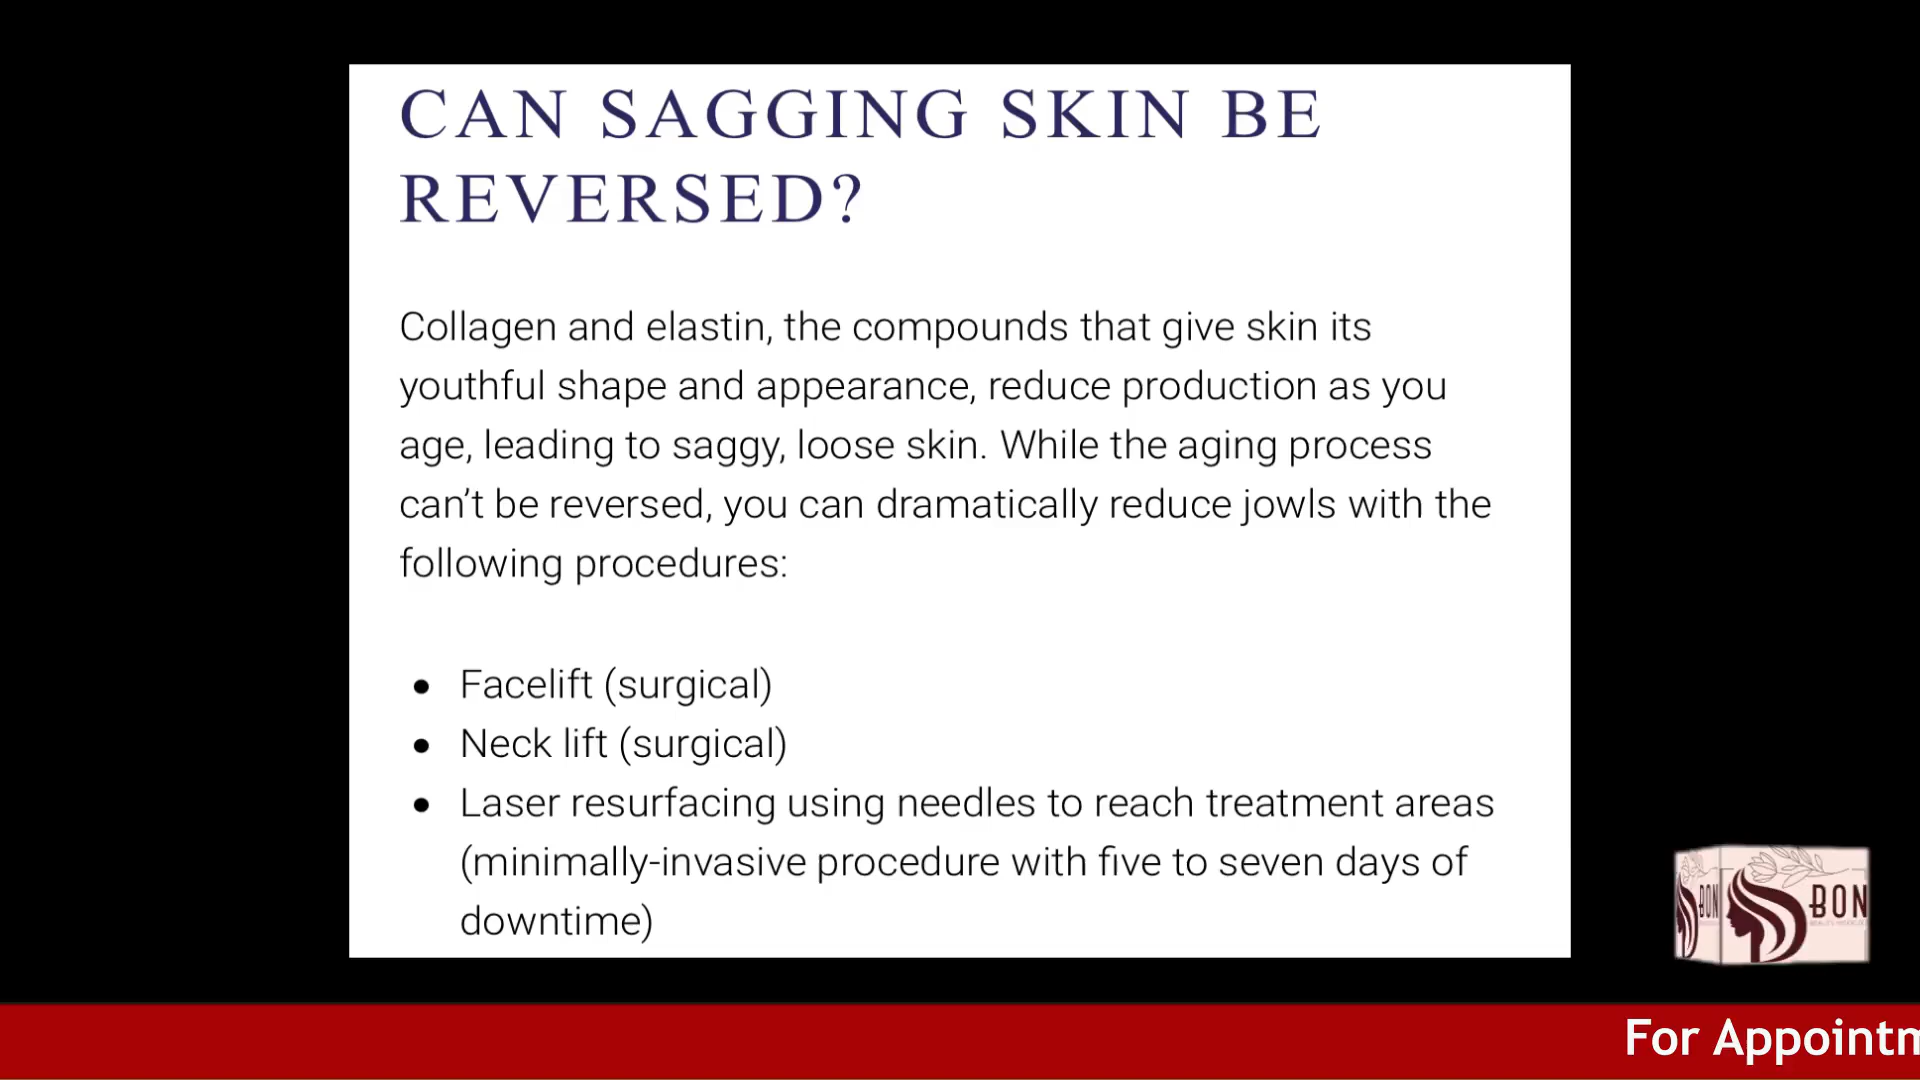 CAN SAGGING SKIN BE
REVERSED?
Collagen and elastin, the compounds that give skin its
youthful shape and appearance, reduce production as you
age, leading to saggy, loose skin. While the aging process
can’t be reversed, you can dramatically reduce jowls with the
following procedures:
• Facelift (surgical)
• Neck lift (surgical)
• Laser resurfacing using needles to reach treatment areas
(minimally-invasive procedure with five to seven days of
downtime)
BON
BON
For Appointm